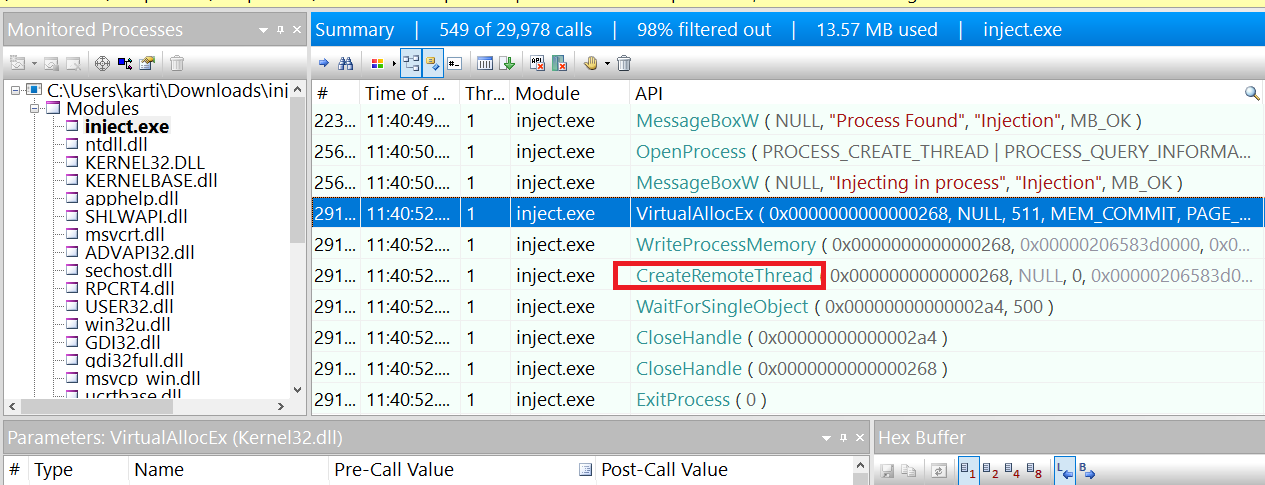 Monitored Processes
Summary | 549 of 29,978 calls | 98% filtered out | 13.57 MB used | inject.exe
C:\Users\karti\Downloads\inj
Modules
inject.exe
ntdll.dll
KERNEL32.DLL
KERNELBASE.dll
apphelp.dll
SHLWAPI.dll
msvcrt.dll
ADVAPI32.dll
sechost.dll
RPCRT4.dll
USER32.dll
win32u.dll
GDI32.dll
gdi32full.dll
msvcp_win.dll
ucrtbase.dll
# Time of ... Thr... Module API
223... 11:40:49.... 1 inject.exe MessageBoxW ( NULL, "Process Found", "Injection", MB_OK )
256... 11:40:50.... 1 inject.exe OpenProcess ( PROCESS_CREATE_THREAD | PROCESS_QUERY_INFORMA...
256... 11:40:50.... 1 inject.exe MessageBoxW ( NULL, "Injecting in process", "Injection", MB_OK )
291... 11:40:52.... 1 inject.exe VirtualAllocEx ( 0x0000000000000268, NULL, 511, MEM_COMMIT, PAGE_...
291... 11:40:52.... 1 inject.exe WriteProcessMemory ( 0x0000000000000268, 0x00000206583d0000, 0x0...
291... 11:40:52.... 1 inject.exe CreateRemoteThread ( 0x0000000000000268, NULL, 0, 0x00000206583d0...
291... 11:40:52.... 1 inject.exe WaitForSingleObject ( 0x00000000000002a4, 500 )
291... 11:40:52.... 1 inject.exe CloseHandle ( 0x00000000000002a4 )
291... 11:40:52.... 1 inject.exe CloseHandle ( 0x0000000000000268 )
291... 11:40:52.... 1 inject.exe ExitProcess ( 0 )
Parameters: VirtualAllocEx (Kernel32.dll)
# Type Name Pre-Call Value Post-Call Value
Hex Buffer
1 2 4 8 L B